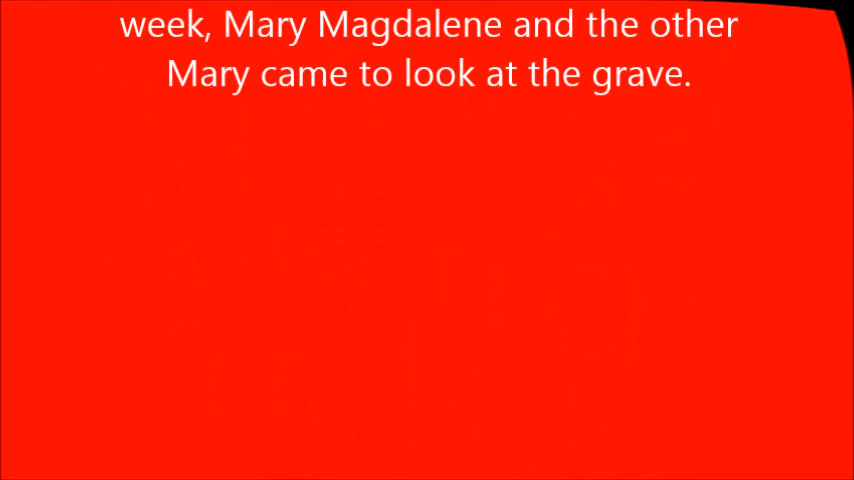 week, Mary Magdalene and the other
Mary came to look at the grave.